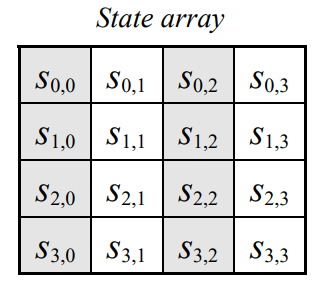 State array
S0,0 S0,1 S0,2 S0,3
S1,0 S1,1 S1,2 S1,3
S2,0 S2,1 S2,2 S2,3
S3,0 S3,1 S3,2 S3,3